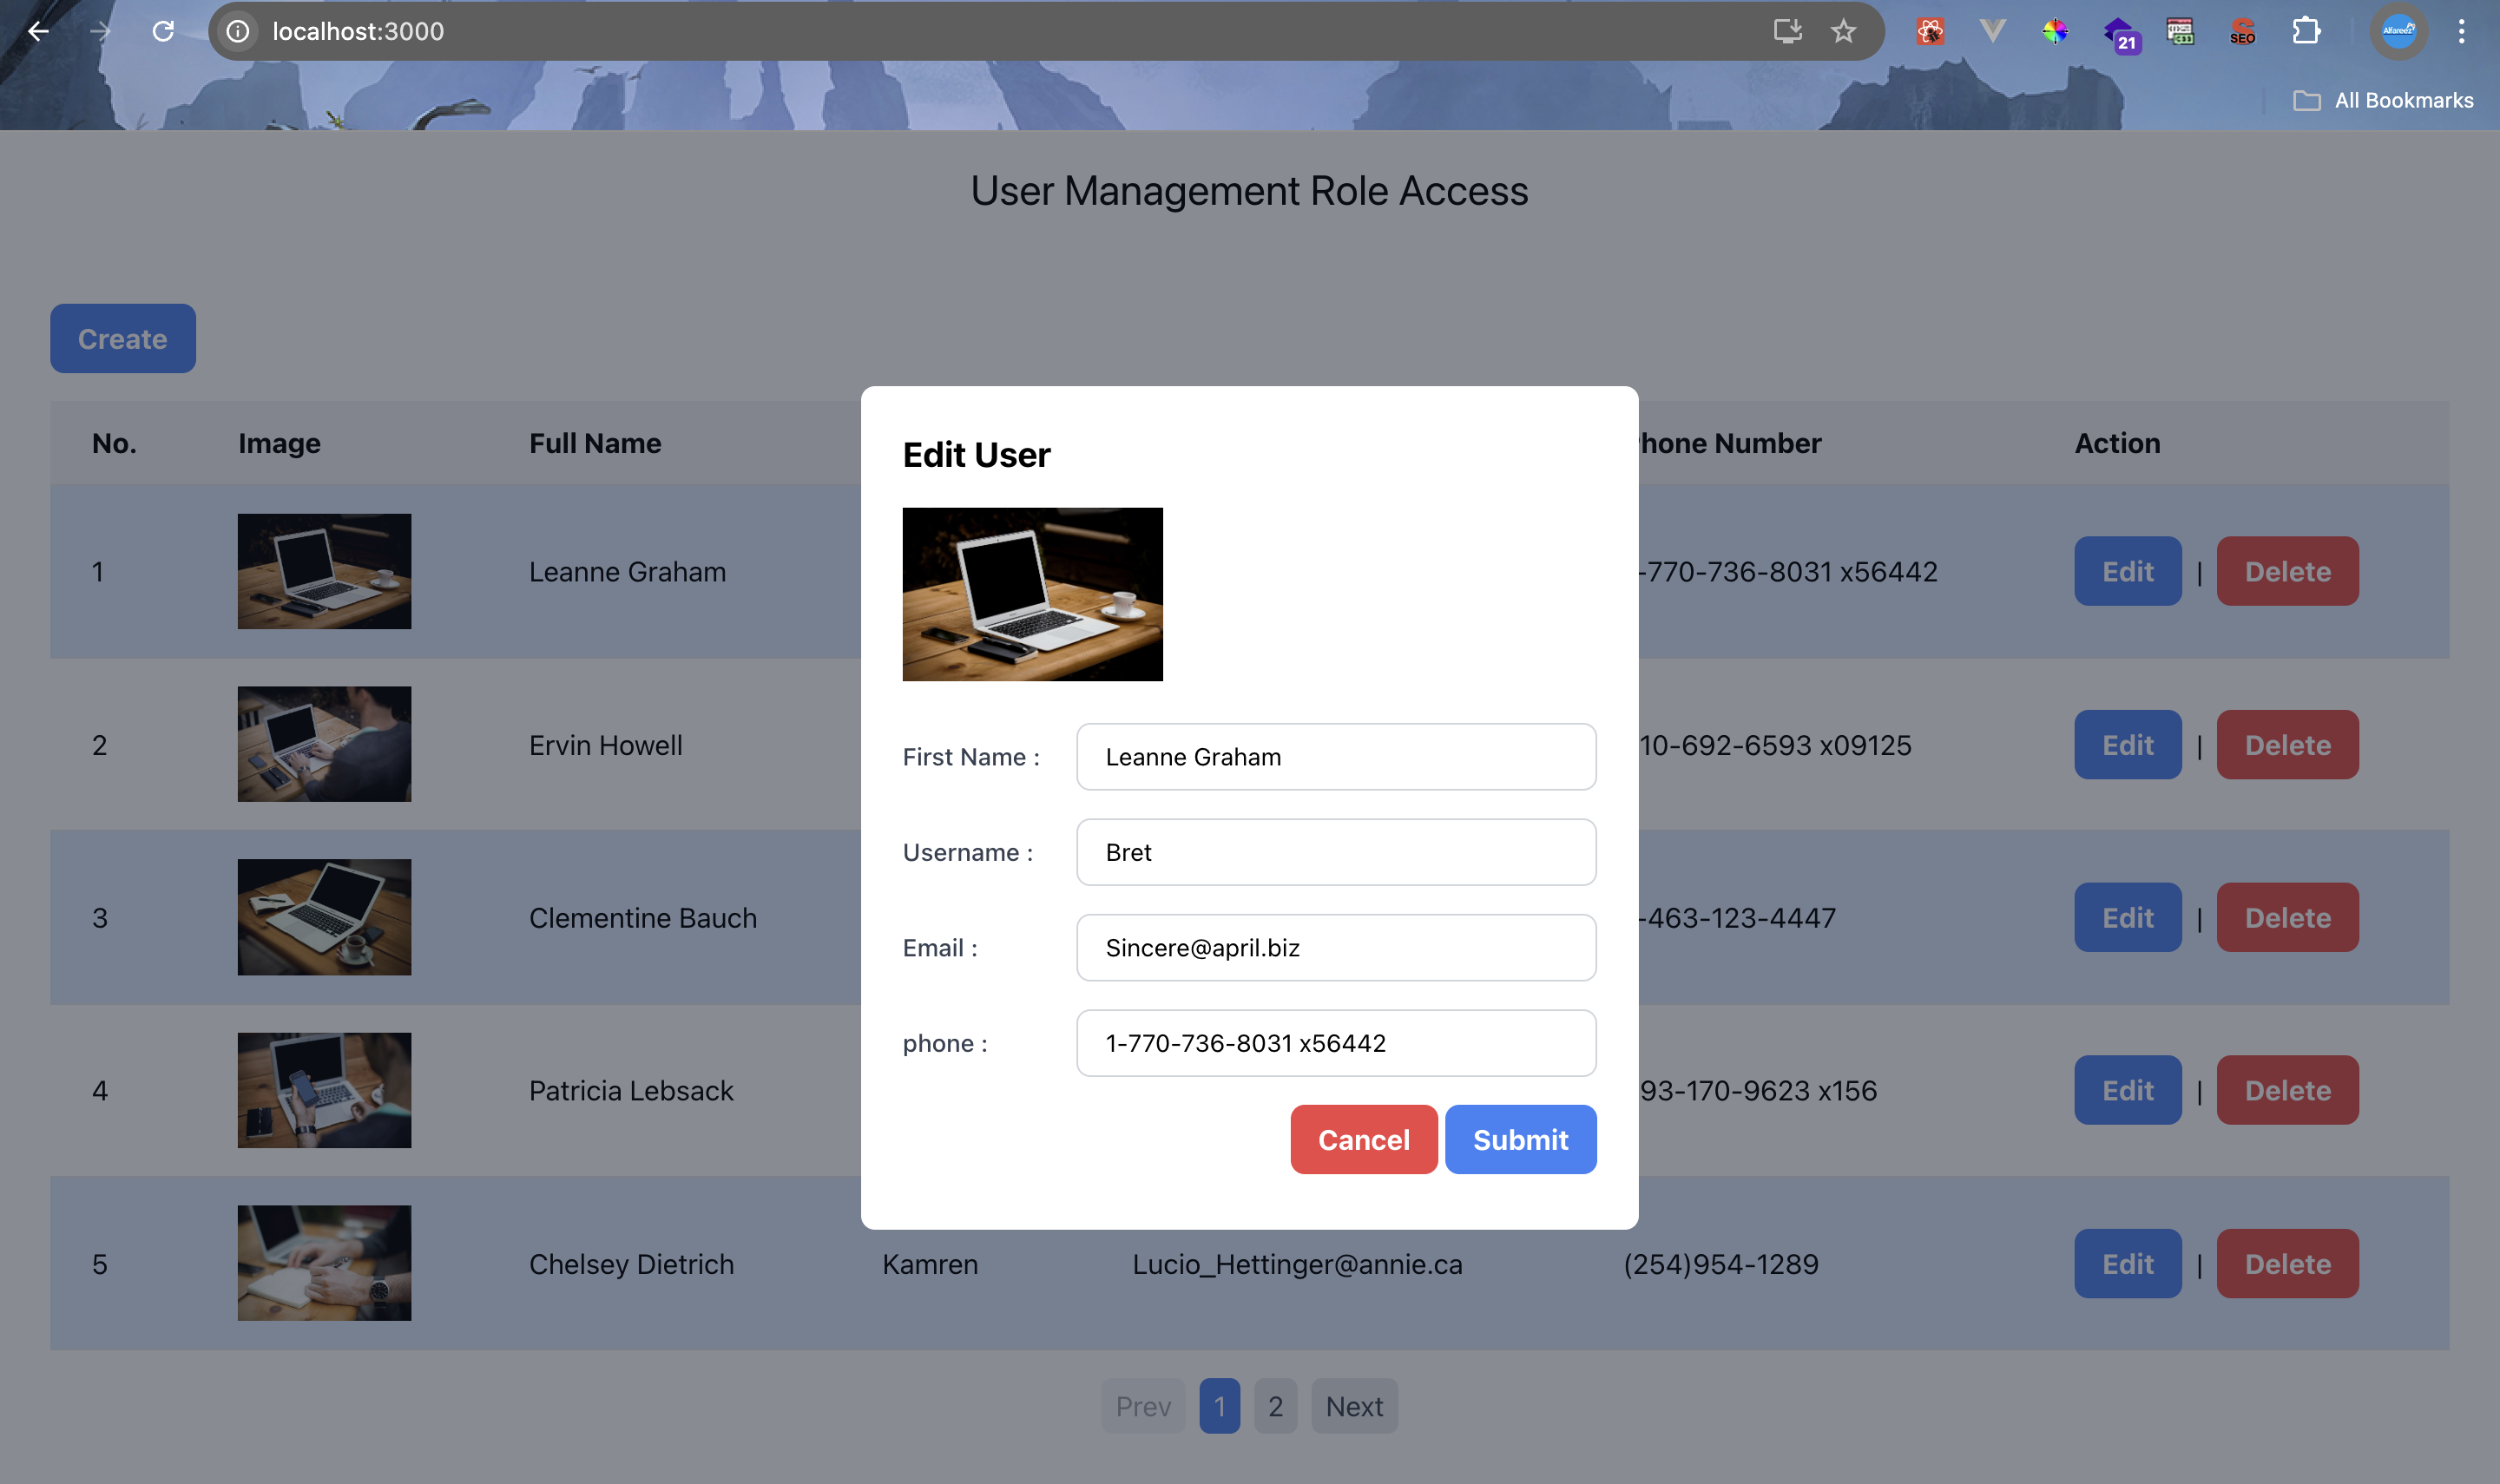 localhost:3000
21
SEO
Alfareez
All Bookmarks
User Management Role Access
Create
No. Image Full Name hone Number Action
Edit User
1 Leanne Graham -770-736-8031 x56442 Edit | Delete
First Name : Leanne Graham
2 Ervin Howell 10-692-6593 x09125 Edit | Delete
Username : Bret
3 Clementine Bauch -463-123-4447 Edit | Delete
Email : Sincere@april.biz
phone : 1-770-736-8031 x56442
4 Patricia Lebsack 93-170-9623 x156 Edit | Delete
Cancel Submit
5 Chelsey Dietrich Kamren Lucio_Hettinger@annie.ca (254)954-1289 Edit | Delete
Prev 1 2 Next